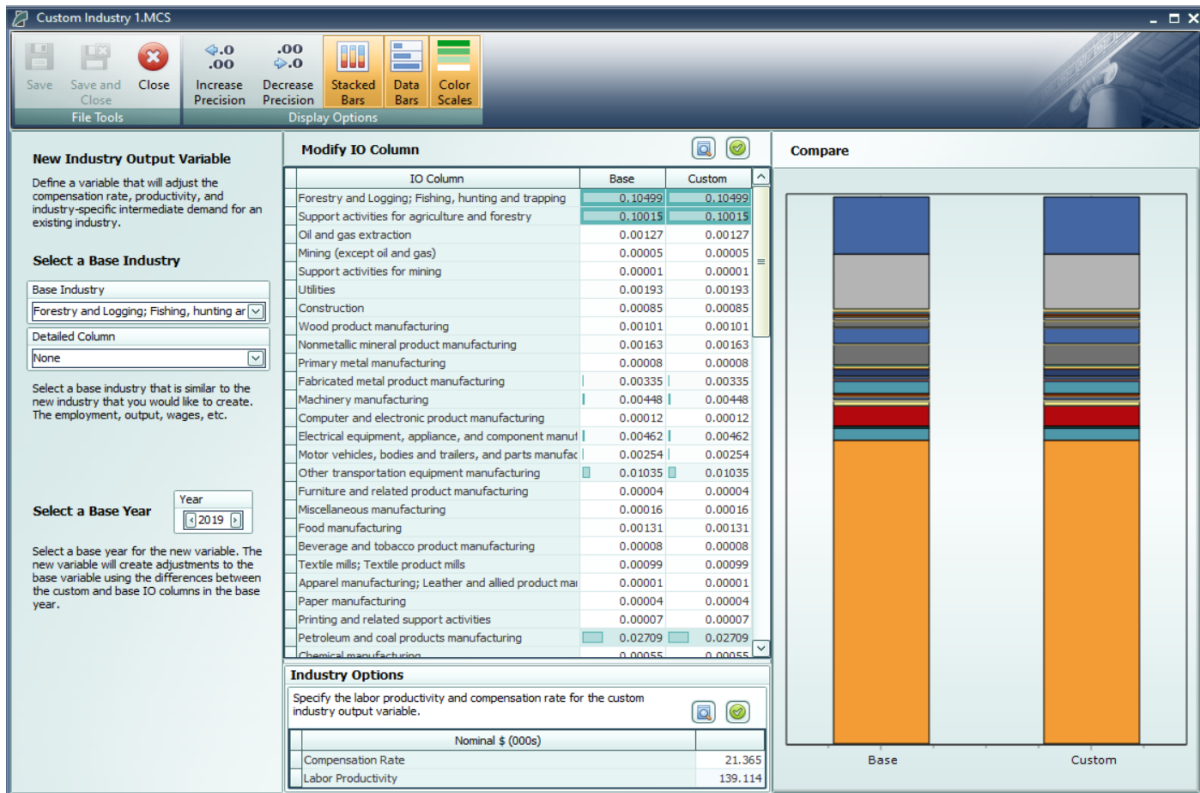 Custom Industry 1.MCS
Save
Save and Close
Close
File Tools
.0 .00
Increase Precision
.00 .0
Decrease Precision
Stacked Bars
Data Bars
Color Scales
Display Options
New Industry Output Variable
Define a variable that will adjust the
compensation rate, productivity, and
industry-specific intermediate demand for an
existing industry.
Select a Base Industry
Base Industry
Forestry and Logging; Fishing, hunting ar
Detailed Column
None
Select a base industry that is similar to the
new industry that you would like to create.
The employment, output, wages, etc.
Select a Base Year
Year
2019
Select a base year for the new variable. The
new variable will create adjustments to the
base variable using the differences between
the custom and base IO columns in the base
year.
Modify IO Column
IO Column Base Custom
Forestry and Logging; Fishing, hunting and trapping 0.10499 0.10499
Support activities for agriculture and forestry 0.10015 0.10015
Oil and gas extraction 0.00127 0.00127
Mining (except oil and gas) 0.00005 0.00005
Support activities for mining 0.00001 0.00001
Utilities 0.00193 0.00193
Construction 0.00085 0.00085
Wood product manufacturing 0.00101 0.00101
Nonmetallic mineral product manufacturing 0.00163 0.00163
Primary metal manufacturing 0.00008 0.00008
Fabricated metal product manufacturing 0.00335 0.00335
Machinery manufacturing 0.00448 0.00448
Computer and electronic product manufacturing 0.00012 0.00012
Electrical equipment, appliance, and component manuf 0.00462 0.00462
Motor vehicles, bodies and trailers, and parts manufac 0.00254 0.00254
Other transportation equipment manufacturing 0.01035 0.01035
Furniture and related product manufacturing 0.00004 0.00004
Miscellaneous manufacturing 0.00016 0.00016
Food manufacturing 0.00131 0.00131
Beverage and tobacco product manufacturing 0.00008 0.00008
Textile mills; Textile product mills 0.00099 0.00099
Apparel manufacturing; Leather and allied product mai 0.00001 0.00001
Paper manufacturing 0.00004 0.00004
Printing and related support activities 0.00007 0.00007
Petroleum and coal products manufacturing 0.02709 0.02709
Chemical manufacturing 0.00055 0.00055
Industry Options
Specify the labor productivity and compensation rate for the custom
industry output variable.
Nominal $ (000s)
Compensation Rate 21.365
Labor Productivity 139.114
Compare
Base Custom